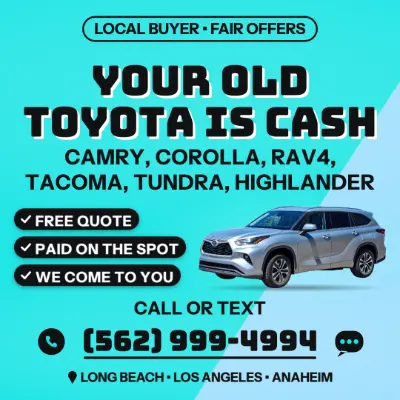 LOCAL BUYER • FAIR OFFERS
YOUR OLD
TOYOTA IS CASH
CAMRY, COROLLA, RAV4,
TACOMA, TUNDRA, HIGHLANDER
FREE QUOTE
PAID ON THE SPOT
WE COME TO YOU
CALL OR TEXT
(562) 999-4994
LONG BEACH • LOS ANGELES • ANAHEIM